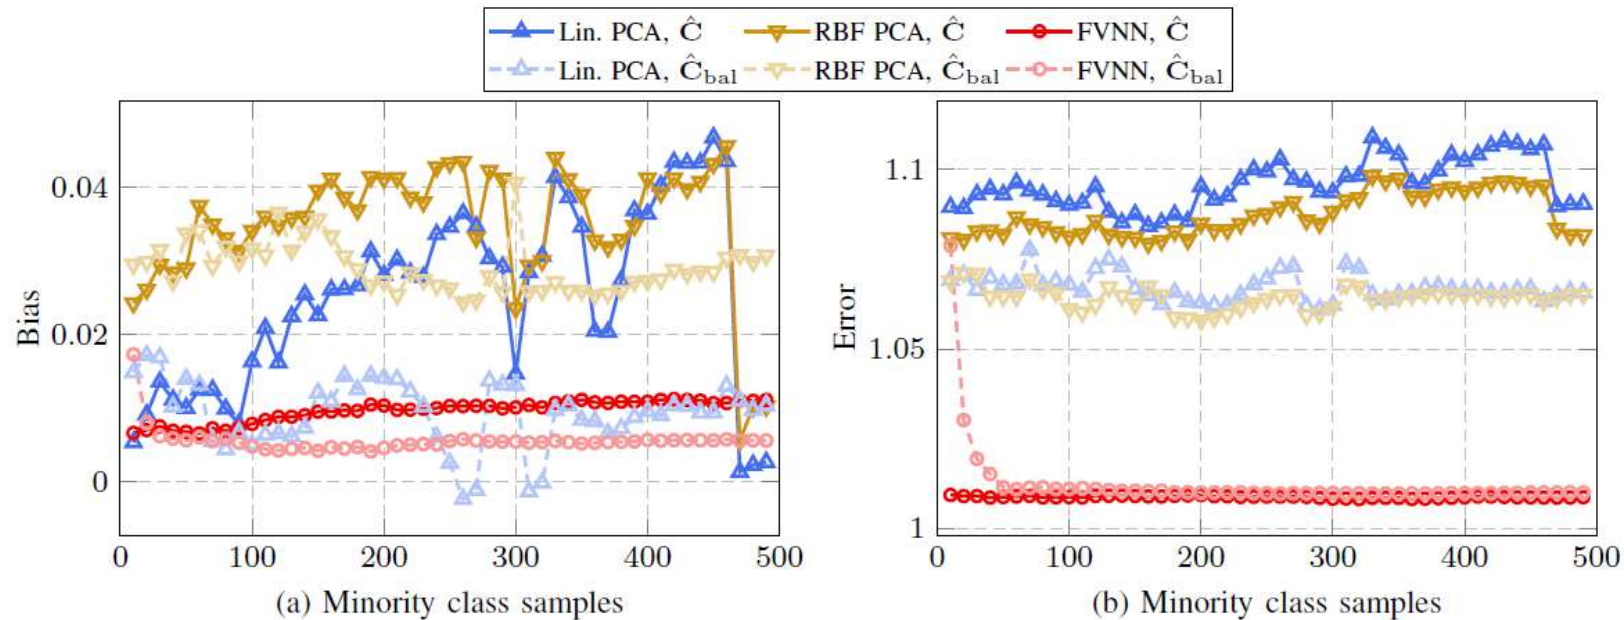 Lin. PCA, Ĉ RBF PCA, Ĉ FVNN, Ĉ
Lin. PCA, Ĉbal RBF PCA, Ĉbal FVNN, Ĉbal
Bias
0.04
0.02
0
0 100 200 300 400 500
(a) Minority class samples
Error
1.1
1.05
1
0 100 200 300 400 500
(b) Minority class samples